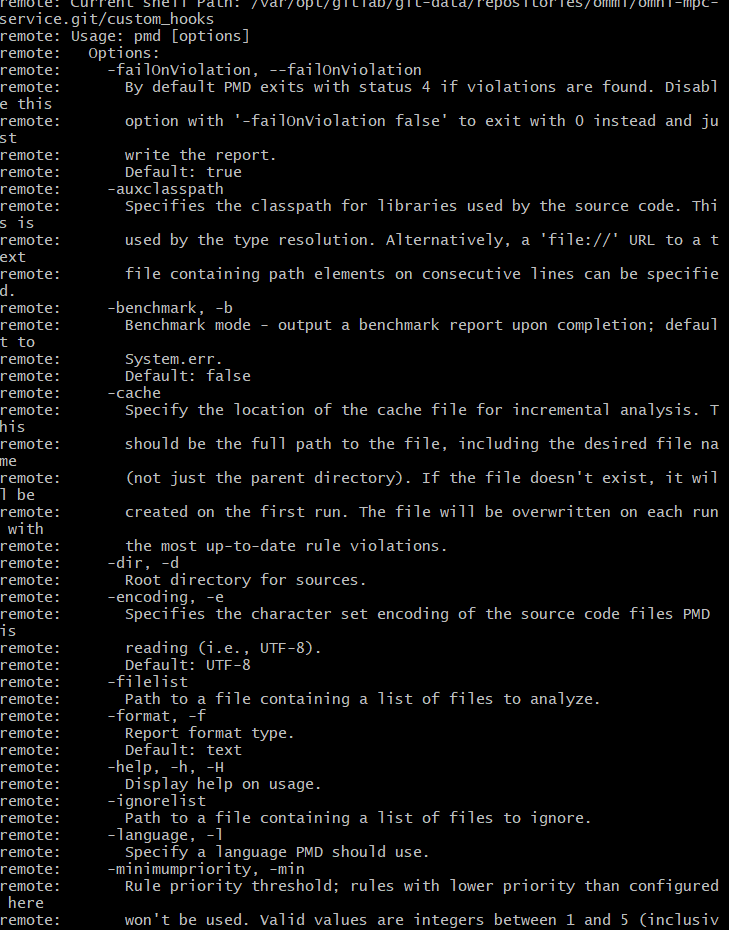 remote: Current shell Path: /var/opt/gitlab/git-data/repositories/ommi/omni-mpc-
service.git/custom_hooks
remote: Usage: pmd [options]
remote:   Options:
remote:     -failOnViolation, --failOnViolation
remote:       By default PMD exits with status 4 if violations are found. Disabl
e this
remote:       option with '-failOnViolation false' to exit with 0 instead and ju
st
remote:       write the report.
remote:       Default: true
remote:     -auxclasspath
remote:       Specifies the classpath for libraries used by the source code. Thi
s is
remote:       used by the type resolution. Alternatively, a 'file://' URL to a t
ext
remote:       file containing path elements on consecutive lines can be specifie
d.
remote:     -benchmark, -b
remote:       Benchmark mode - output a benchmark report upon completion; defaul
t to
remote:       System.err.
remote:       Default: false
remote:     -cache
remote:       Specify the location of the cache file for incremental analysis. T
his
remote:       should be the full path to the file, including the desired file na
me
remote:       (not just the parent directory). If the file doesn't exist, it wil
l be
remote:       created on the first run. The file will be overwritten on each run
 with
remote:       the most up-to-date rule violations.
remote:     -dir, -d
remote:       Root directory for sources.
remote:     -encoding, -e
remote:       Specifies the character set encoding of the source code files PMD
is
remote:       reading (i.e., UTF-8).
remote:       Default: UTF-8
remote:     -filelist
remote:       Path to a file containing a list of files to analyze.
remote:     -format, -f
remote:       Report format type.
remote:       Default: text
remote:     -help, -h, -H
remote:       Display help on usage.
remote:     -ignorelist
remote:       Path to a file containing a list of files to ignore.
remote:     -language, -l
remote:       Specify a language PMD should use.
remote:     -minimumpriority, -min
remote:       Rule priority threshold; rules with lower priority than configured
 here
remote:       won't be used. Valid values are integers between 1 and 5 (inclusiv